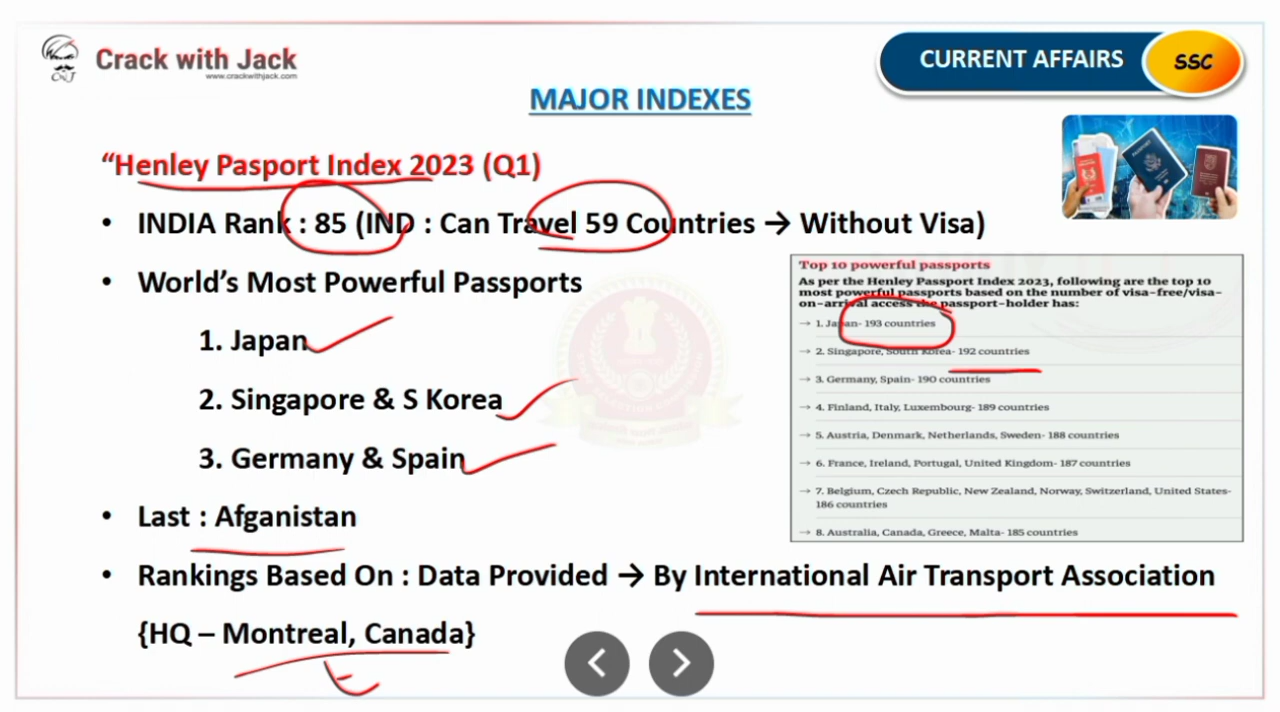 Crack with Jack
www.crackwithjack.com
CURRENT AFFAIRS
SSC
MAJOR INDEXES
“Henley Pasport Index 2023 (Q1)
• INDIA Rank : 85 (IND : Can Travel 59 Countries → Without Visa)
• World’s Most Powerful Passports
1. Japan
2. Singapore & S Korea
3. Germany & Spain
• Last : Afganistan
• Rankings Based On : Data Provided → By International Air Transport Association
{HQ – Montreal, Canada}
Top 10 powerful passports
As per the Henley Passport Index 2023, following are the top 10
most powerful passports based on the number of visa-free/visa-
on-arrival access the passport-holder has:
→ 1. Japan- 193 countries
→ 2. Singapore, South Korea- 192 countries
→ 3. Germany, Spain- 190 countries
→ 4. Finland, Italy, Luxembourg- 189 countries
→ 5. Austria, Denmark, Netherlands, Sweden- 188 countries
→ 6. France, Ireland, Portugal, United Kingdom- 187 countries
→ 7. Belgium, Czech Republic, New Zealand, Norway, Switzerland, United States-
186 countries
→ 8. Australia, Canada, Greece, Malta- 185 countries